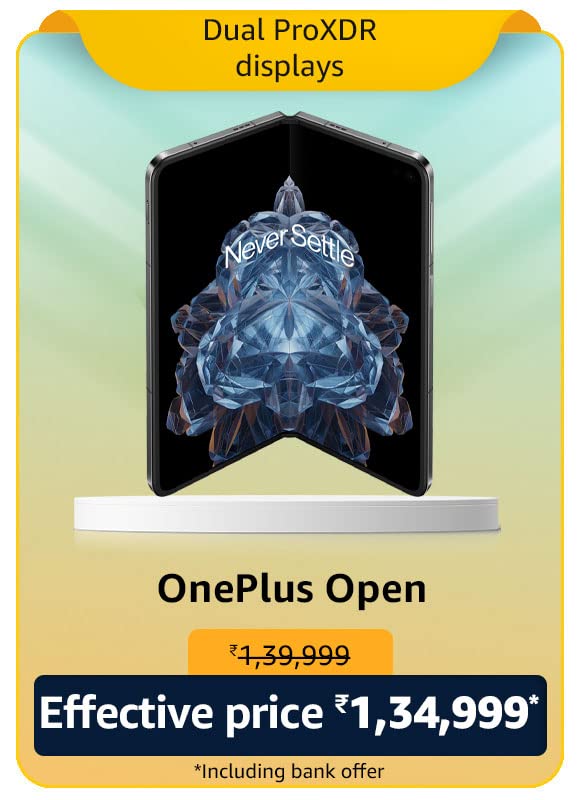 Dual ProXDR
displays
Never Settle
OnePlus Open
₹1,39,999
Effective price ₹1,34,999*
*Including bank offer